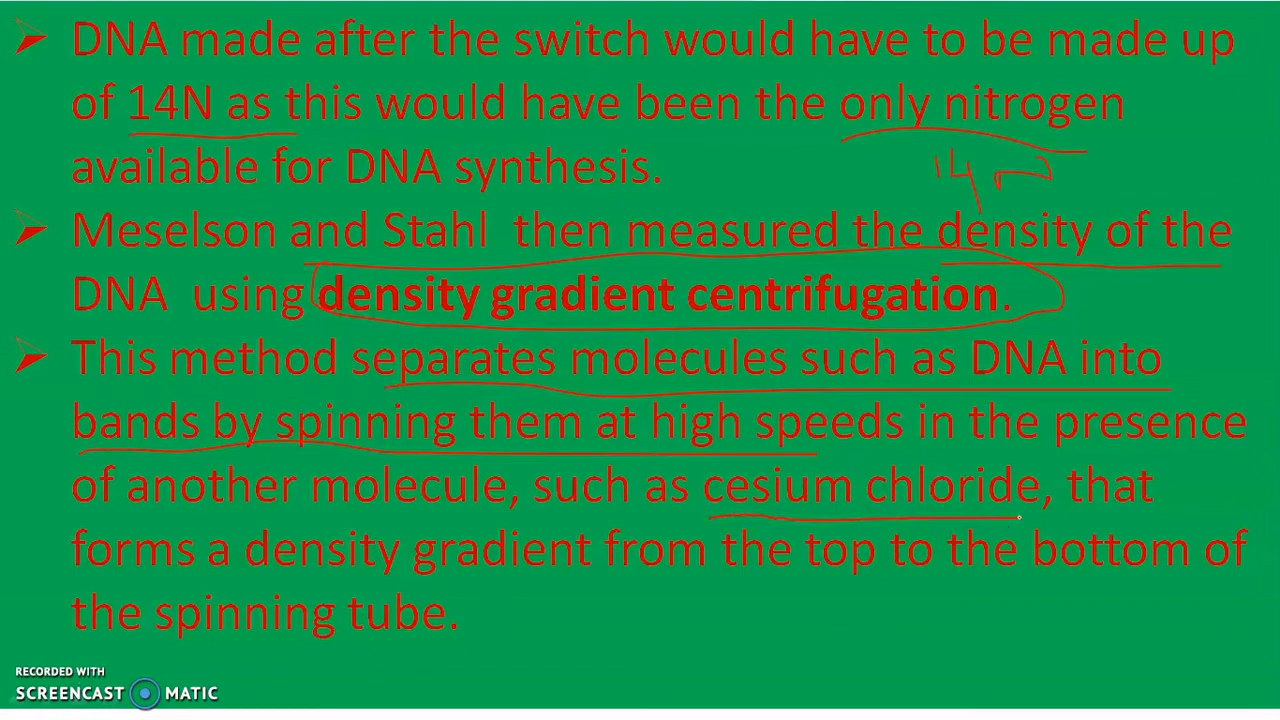 DNA made after the switch would have to be made up
of 14N as this would have been the only nitrogen
available for DNA synthesis.
14
Meselson and Stahl then measured the density of the
DNA using density gradient centrifugation.
This method separates molecules such as DNA into
bands by spinning them at high speeds in the presence
of another molecule, such as cesium chloride, that
forms a density gradient from the top to the bottom of
the spinning tube.
RECORDED WITH
SCREENCAST MATIC